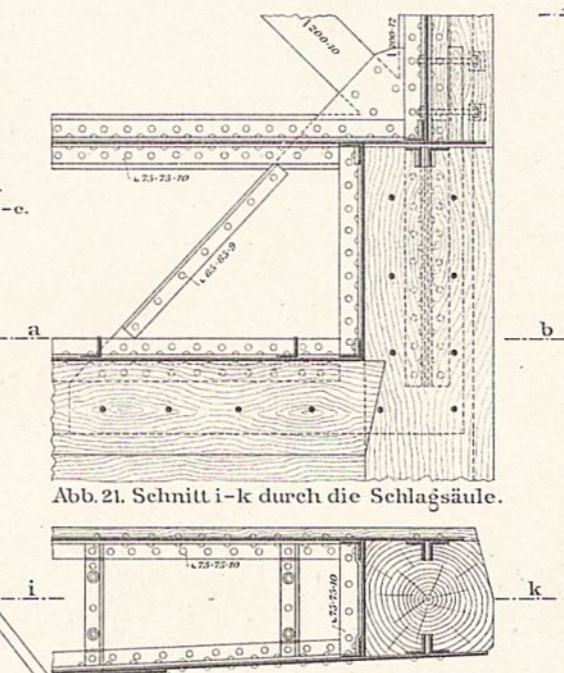 200·10
200·12
∟75·75·10
-e.
∟65·65·9
a
b
Abb. 21. Schnitt i-k durch die Schlagsäule.
i
∟75·75·10
∟75·75·10
k